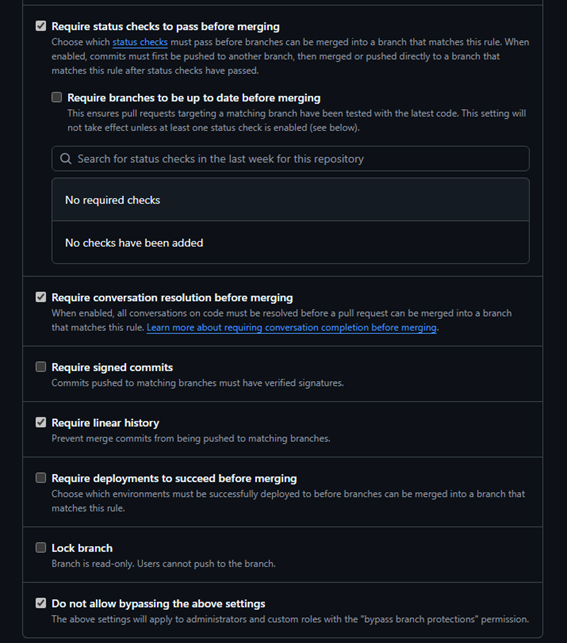 Require status checks to pass before merging
Choose which status checks must pass before branches can be merged into a branch that matches this rule. When
enabled, commits must first be pushed to another branch, then merged or pushed directly to a branch that
matches this rule after status checks have passed.
Require branches to be up to date before merging
This ensures pull requests targeting a matching branch have been tested with the latest code. This setting will
not take effect unless at least one status check is enabled (see below).
Search for status checks in the last week for this repository
No required checks
No checks have been added
Require conversation resolution before merging
When enabled, all conversations on code must be resolved before a pull request can be merged into a branch
that matches this rule. Learn more about requiring conversation completion before merging.
Require signed commits
Commits pushed to matching branches must have verified signatures.
Require linear history
Prevent merge commits from being pushed to matching branches.
Require deployments to succeed before merging
Choose which environments must be successfully deployed to before branches can be merged into a branch that
matches this rule.
Lock branch
Branch is read-only. Users cannot push to the branch.
Do not allow bypassing the above settings
The above settings will apply to administrators and custom roles with the "bypass branch protections" permission.